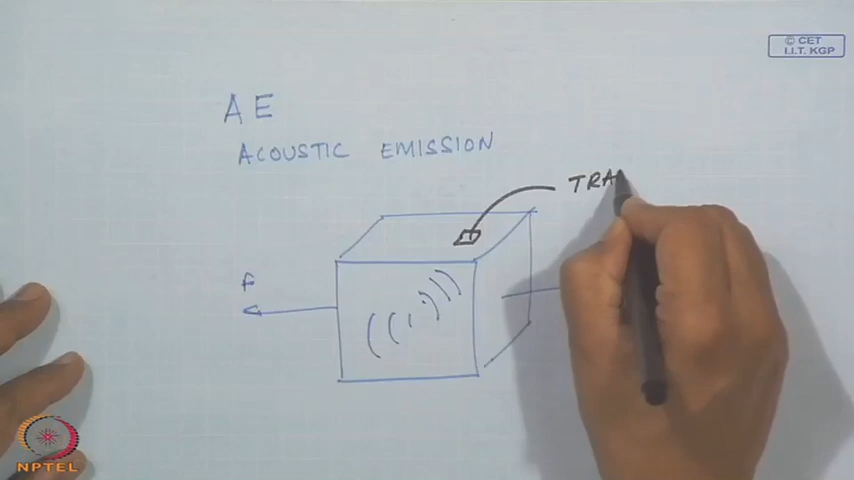 © CET
I.I.T. KGP
AE
ACOUSTIC EMISSION
TRA
F
NPTEL